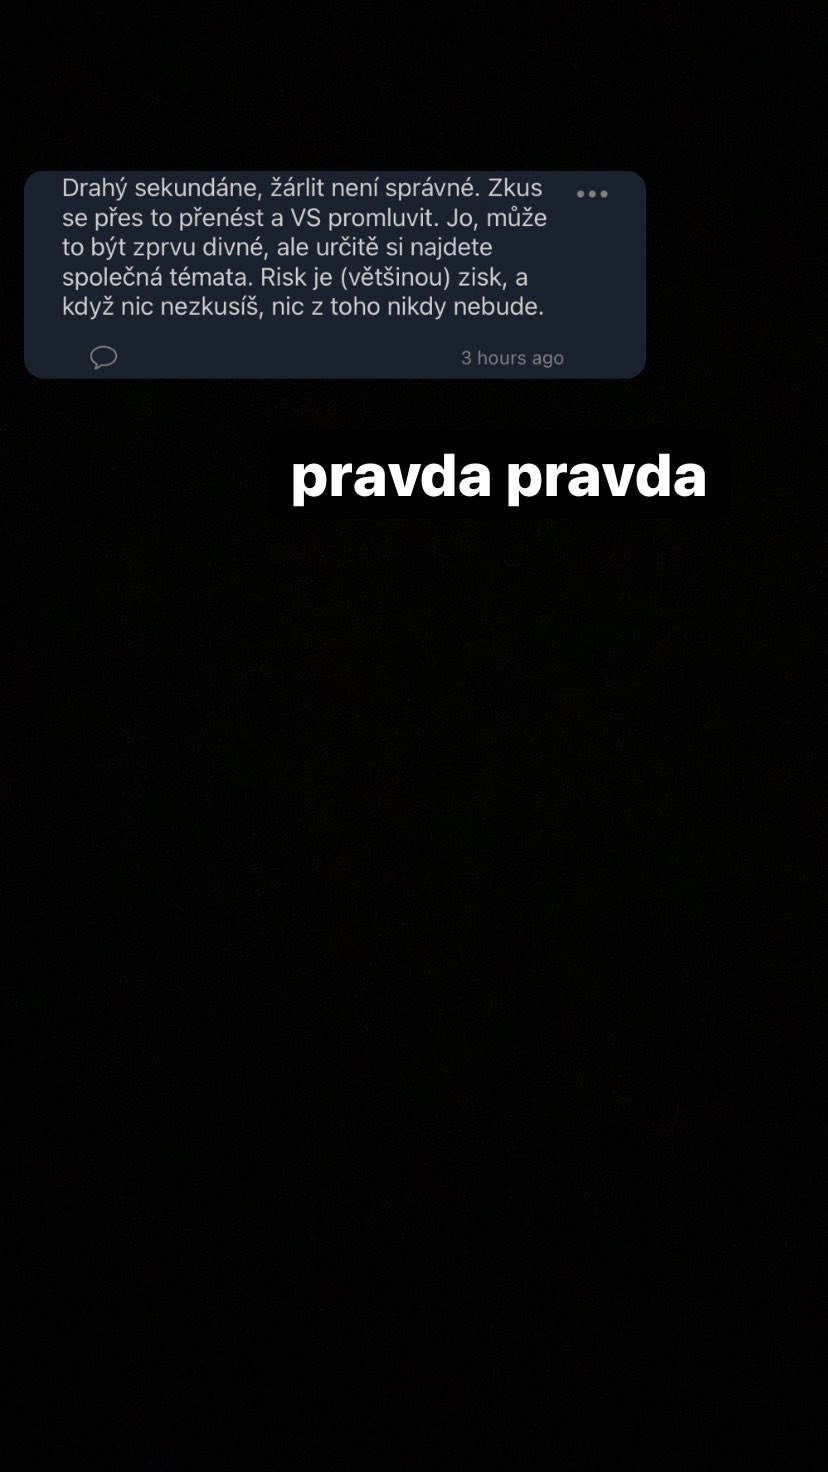 Drahý sekundáne, žárlit není správné. Zkus
se přes to přenést a VS promluvit. Jo, může
to být zprvu divné, ale určitě si najdete
společná témata. Risk je (většinou) zisk, a
když nic nezkusíš, nic z toho nikdy nebude.
3 hours ago
pravda pravda